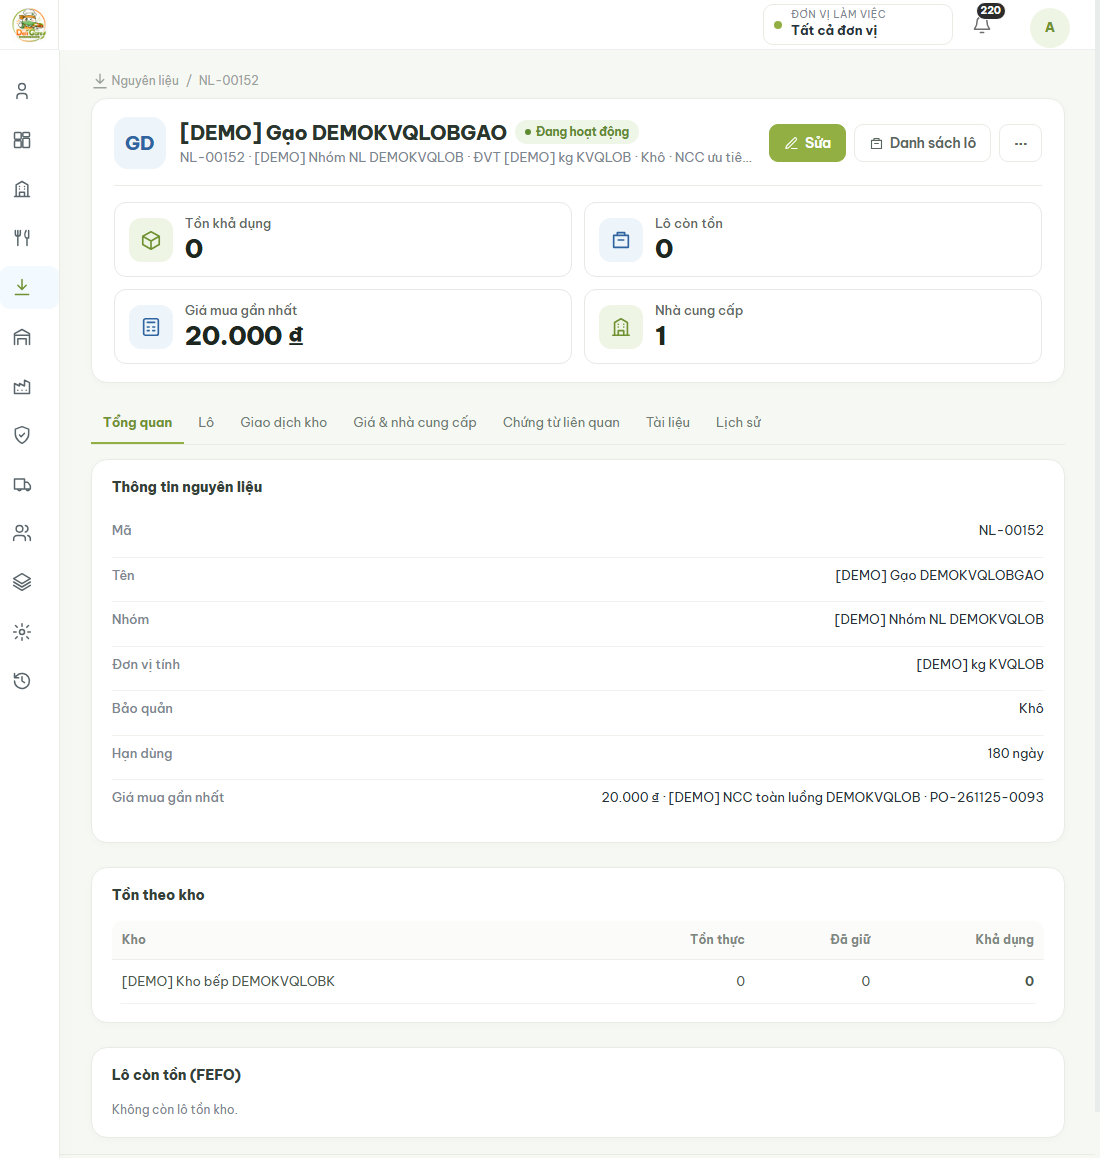 ĐƠN VỊ LÀM VIỆC
Tất cả đơn vị
220
A
Nguyên liệu / NL-00152
GD
[DEMO] Gạo DEMOKVQLOBGAO
Đang hoạt động
NL-00152 · [DEMO] Nhóm NL DEMOKVQLOB · ĐVT [DEMO] kg KVQLOB · Khô · NCC ưu tiê...
Sửa
Danh sách lô
...
Tồn khả dụng
0
Lô còn tồn
0
Giá mua gần nhất
20.000 ₫
Nhà cung cấp
1
Tổng quan
Lô
Giao dịch kho
Giá & nhà cung cấp
Chứng từ liên quan
Tài liệu
Lịch sử
Thông tin nguyên liệu
Mã NL-00152
Tên [DEMO] Gạo DEMOKVQLOBGAO
Nhóm [DEMO] Nhóm NL DEMOKVQLOB
Đơn vị tính [DEMO] kg KVQLOB
Bảo quản Khô
Hạn dùng 180 ngày
Giá mua gần nhất 20.000 ₫ · [DEMO] NCC toàn luồng DEMOKVQLOB · PO-261125-0093
Tồn theo kho
Kho Tồn thực Đã giữ Khả dụng
[DEMO] Kho bếp DEMOKVQLOBK 0 0 0
Lô còn tồn (FEFO)
Không còn lô tồn kho.